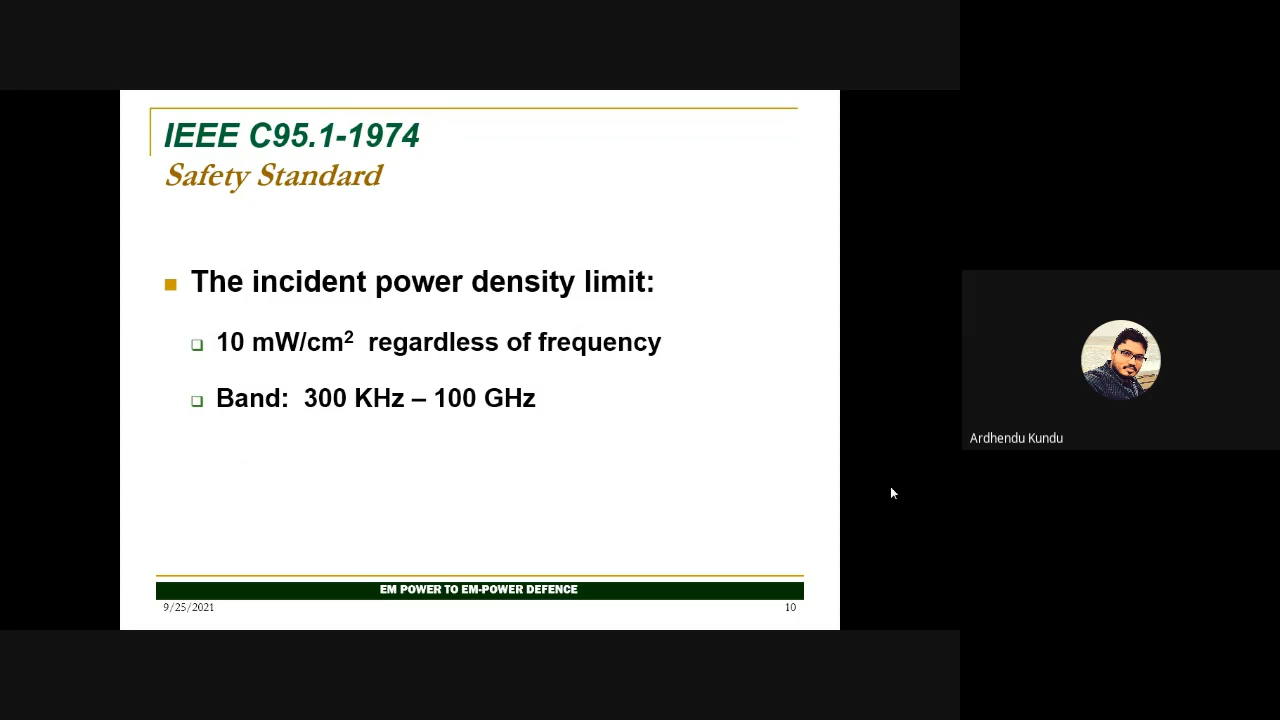 IEEE C95.1-1974
Safety Standard
The incident power density limit:
10 mW/cm² regardless of frequency
Band: 300 KHz – 100 GHz
EM POWER TO EM-POWER DEFENCE
9/25/2021
10
Ardhendu Kundu